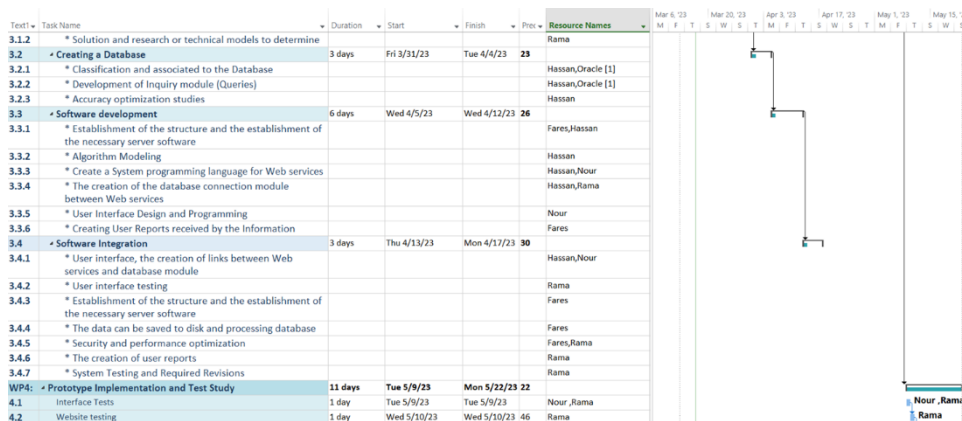 Mar 6, '23 Mar 20, '23 Apr 3, '23 Apr 17, '23 May 1, '23 May 15, '23
Text1 Task Name Duration Start Finish Prec Resource Names M F T S W S T M F T S W S T M F T S W S
3.1.2 * Solution and research or technical models to determine Rama
3.2 Creating a Database 3 days Fri 3/31/23 Tue 4/4/23 23
3.2.1 * Classification and associated to the Database Hassan,Oracle [1]
3.2.2 * Development of Inquiry module (Queries) Hassan,Oracle [1]
3.2.3 * Accuracy optimization studies Hassan
3.3 Software development 6 days Wed 4/5/23 Wed 4/12/23 26
3.3.1 * Establishment of the structure and the establishment of Fares,Hassan
the necessary server software
3.3.2 * Algorithm Modeling Hassan
3.3.3 * Create a System programming language for Web services Hassan,Nour
3.3.4 * The creation of the database connection module Hassan,Rama
between Web services
3.3.5 * User Interface Design and Programming Nour
3.3.6 * Creating User Reports received by the Information Fares
3.4 Software Integration 3 days Thu 4/13/23 Mon 4/17/23 30
3.4.1 * User interface, the creation of links between Web Hassan,Nour
services and database module
3.4.2 * User interface testing Rama
3.4.3 * Establishment of the structure and the establishment of Fares
the necessary server software
3.4.4 * The data can be saved to disk and processing database Fares
3.4.5 * Security and performance optimization Fares,Rama
3.4.6 * The creation of user reports Rama
3.4.7 * System Testing and Required Revisions Rama
WP4: Prototype Implementation and Test Study 11 days Tue 5/9/23 Mon 5/22/23 22
4.1 Interface Tests 1 day Tue 5/9/23 Tue 5/9/23 Nour ,Rama Nour ,Rama
4.2 Website testing 1 day Wed 5/10/23 Wed 5/10/23 46 Rama Rama